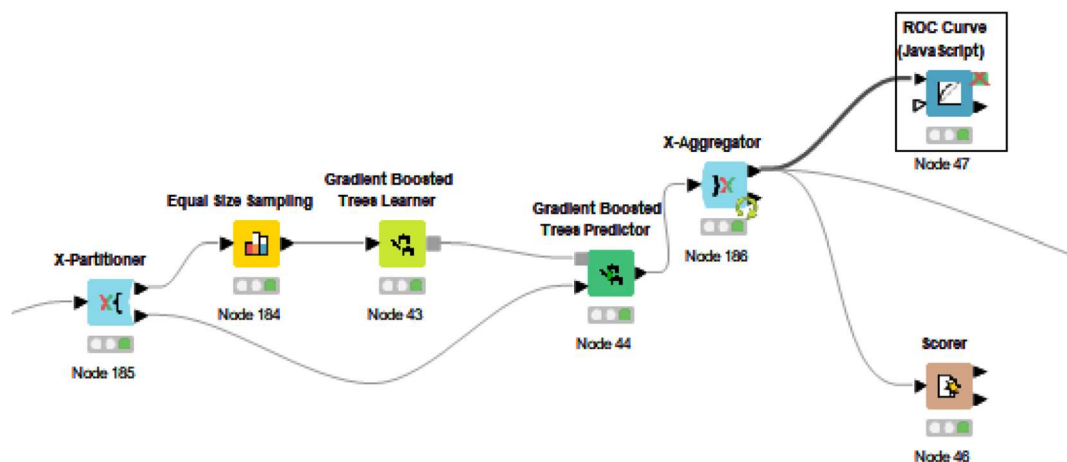 ROC Curve
(JavaScript)
Node 47
X-Aggregator
Node 186
Gradient Boosted
Trees Learner
Node 43
Equal Size Sampling
Node 184
Gradient Boosted
Trees Predictor
Node 44
X-Partitioner
X{
Node 185
}X
Scorer
Node 46